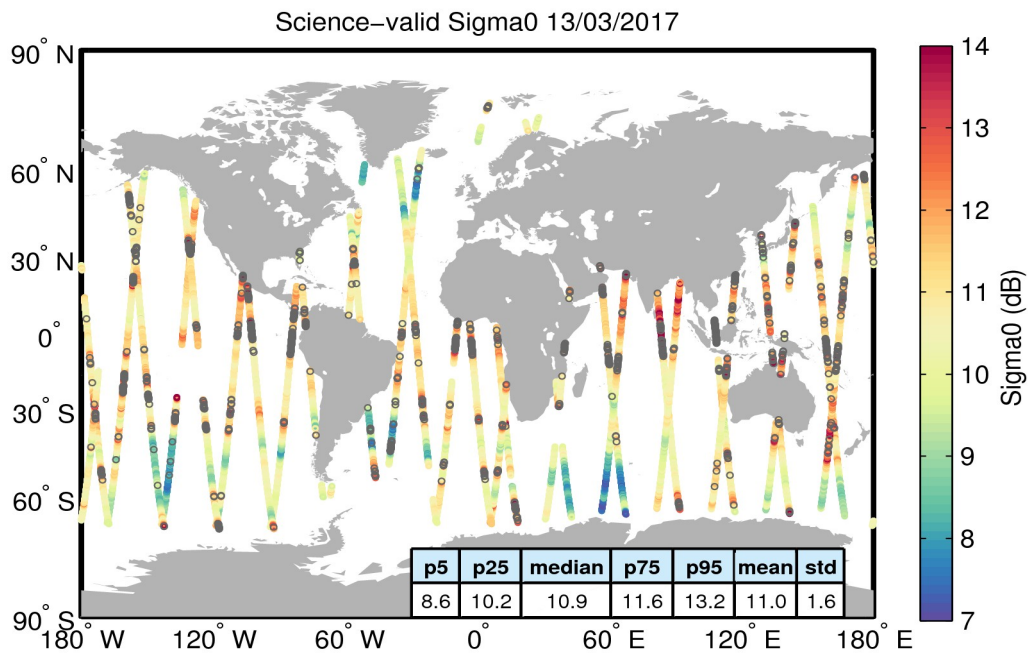 Science−valid Sigma0 13/03/2017
90° N
60° N
30° N
0°
30° S
60° S
90° S
180° W
120° W
60° W
0°
60° E
120° E
180° E
p5 p25 median p75 p95 mean std
8.6 10.2 10.9 11.6 13.2 11.0 1.6
14
13
12
11
10
9
8
7
Sigma0 (dB)